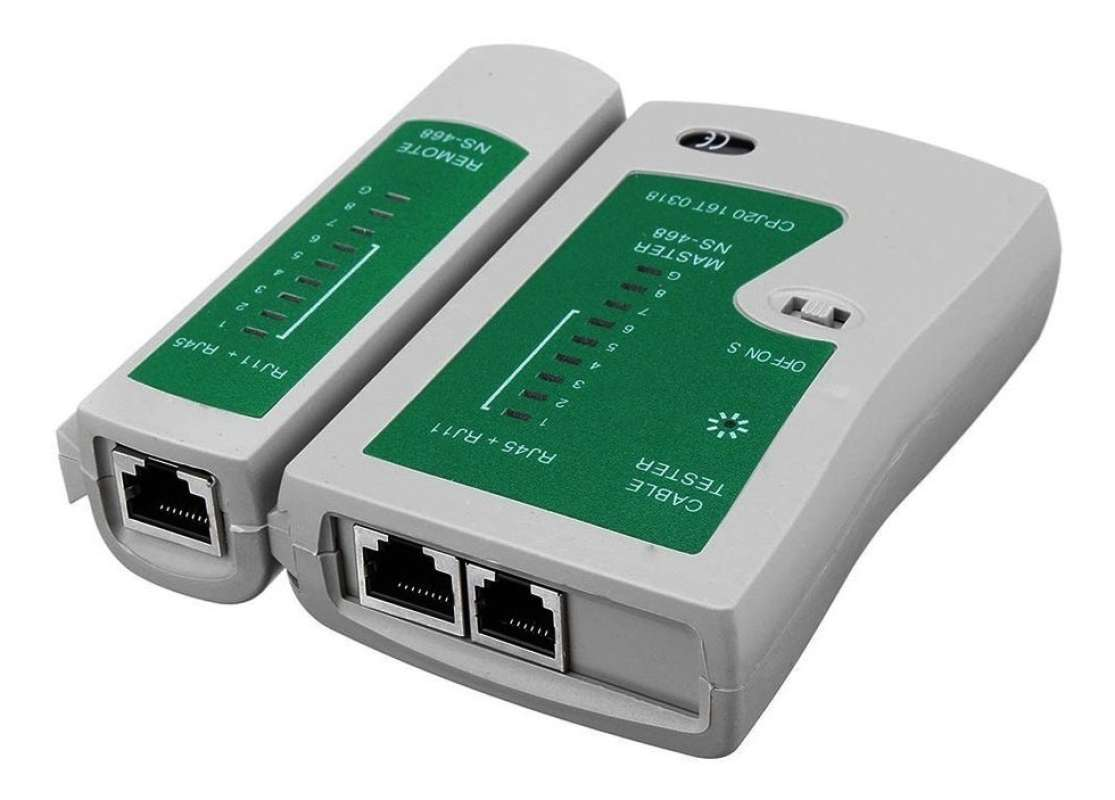 REMOTE
NS-468
G
8
7
6
5
4
3
2
1
RJ11 + RJ45
CE
CPJ20 16T 0318
MASTER
NS-468
G
8
7
6
5
4
3
2
1
RJ45 + RJ11
OFF ON S
CABLE
TESTER